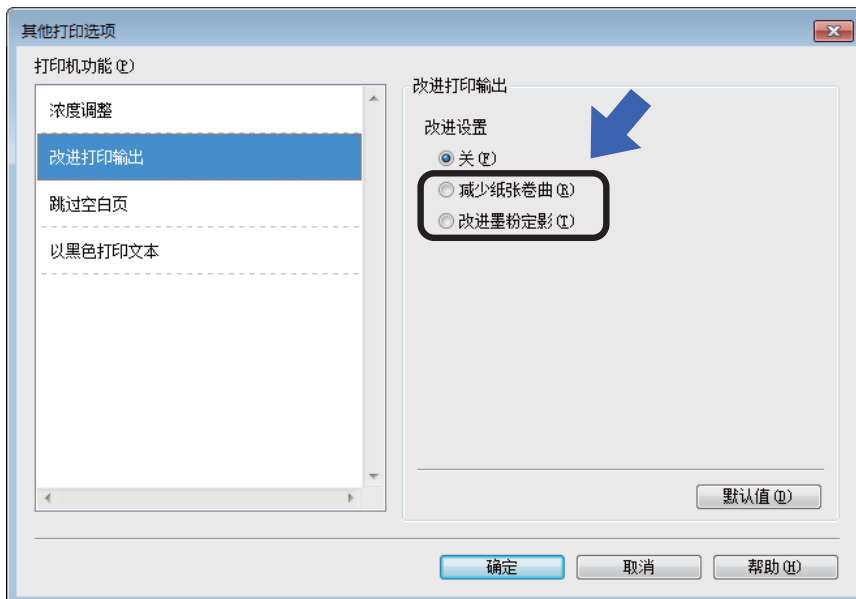 其他打印选项
打印机功能(P)
浓度调整
改进打印输出
跳过空白页
以黑色打印文本
改进打印输出
改进设置
关(F)
减少纸张卷曲(R)
改进墨粉定影(T)
默认值(D)
确定
取消
帮助(H)